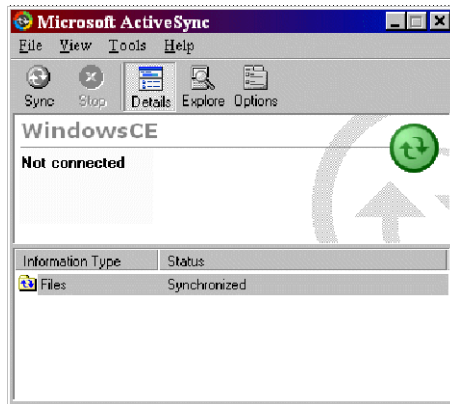 Microsoft ActiveSync
File View Tools Help
Sync Stop Details Explore Options
WindowsCE
Not connected
Information Type Status
Files Synchronized